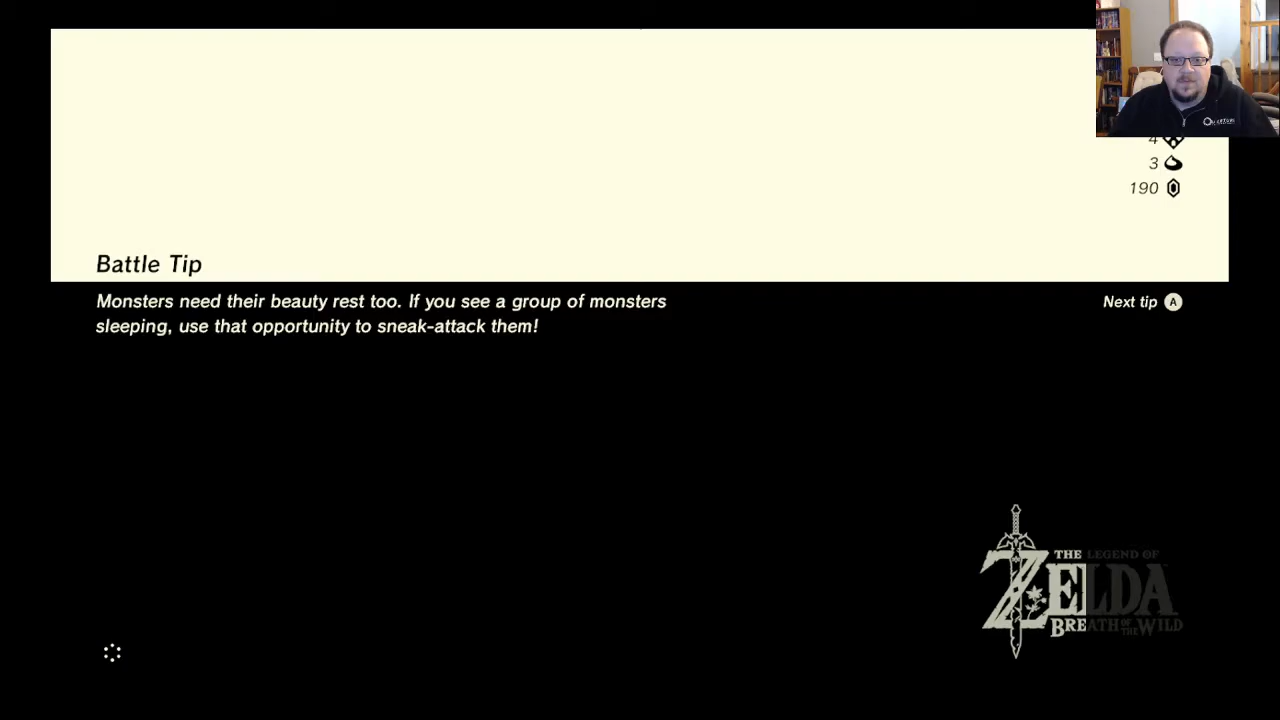 4
3
190
Battle Tip
Monsters need their beauty rest too. If you see a group of monsters
sleeping, use that opportunity to sneak-attack them!
Next tip A
THE LEGEND OF
ZELDA
BREATH OF THE WILD